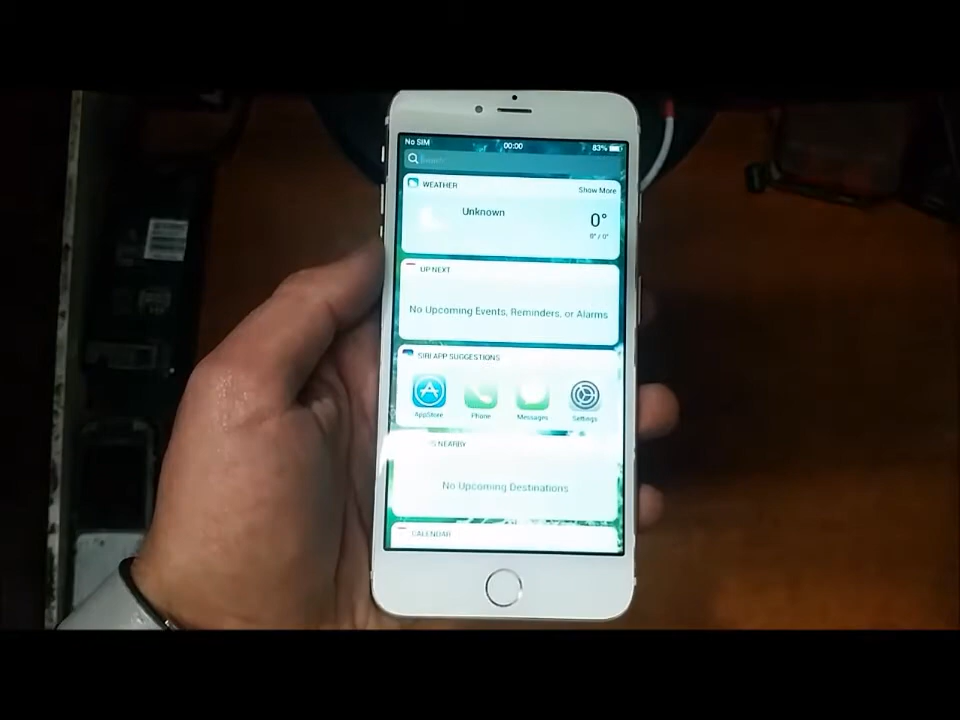 No SIM 00:00 83%
Search
WEATHER Show More
Unknown
0°
0° / 0°
UP NEXT
No Upcoming Events, Reminders, or Alarms
SIRI APP SUGGESTIONS
AppStore Phone Messages Settings
S NEARBY
No Upcoming Destinations
CALENDAR